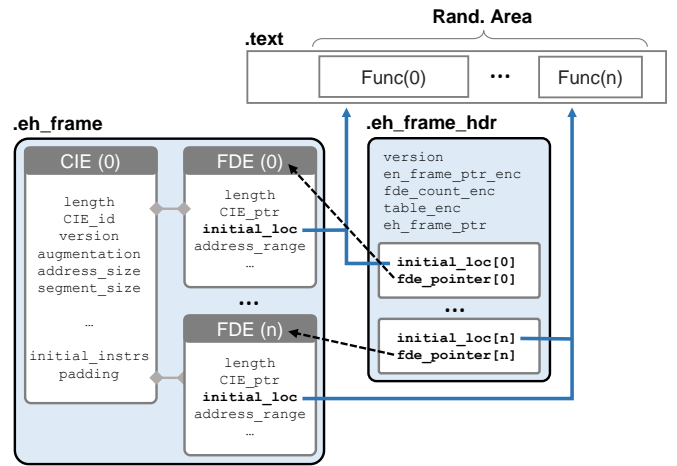 Rand. Area
.text
Func(0)
...
Func(n)
.eh_frame
CIE (0)
length
CIE_id
version
augmentation
address_size
segment_size
...
initial_instrs
padding
FDE (0)
length
CIE_ptr
initial_loc
address_range
...
...
FDE (n)
length
CIE_ptr
initial_loc
address_range
...
.eh_frame_hdr
version
en_frame_ptr_enc
fde_count_enc
table_enc
eh_frame_ptr
initial_loc[0]
fde_pointer[0]
...
initial_loc[n]
fde_pointer[n]